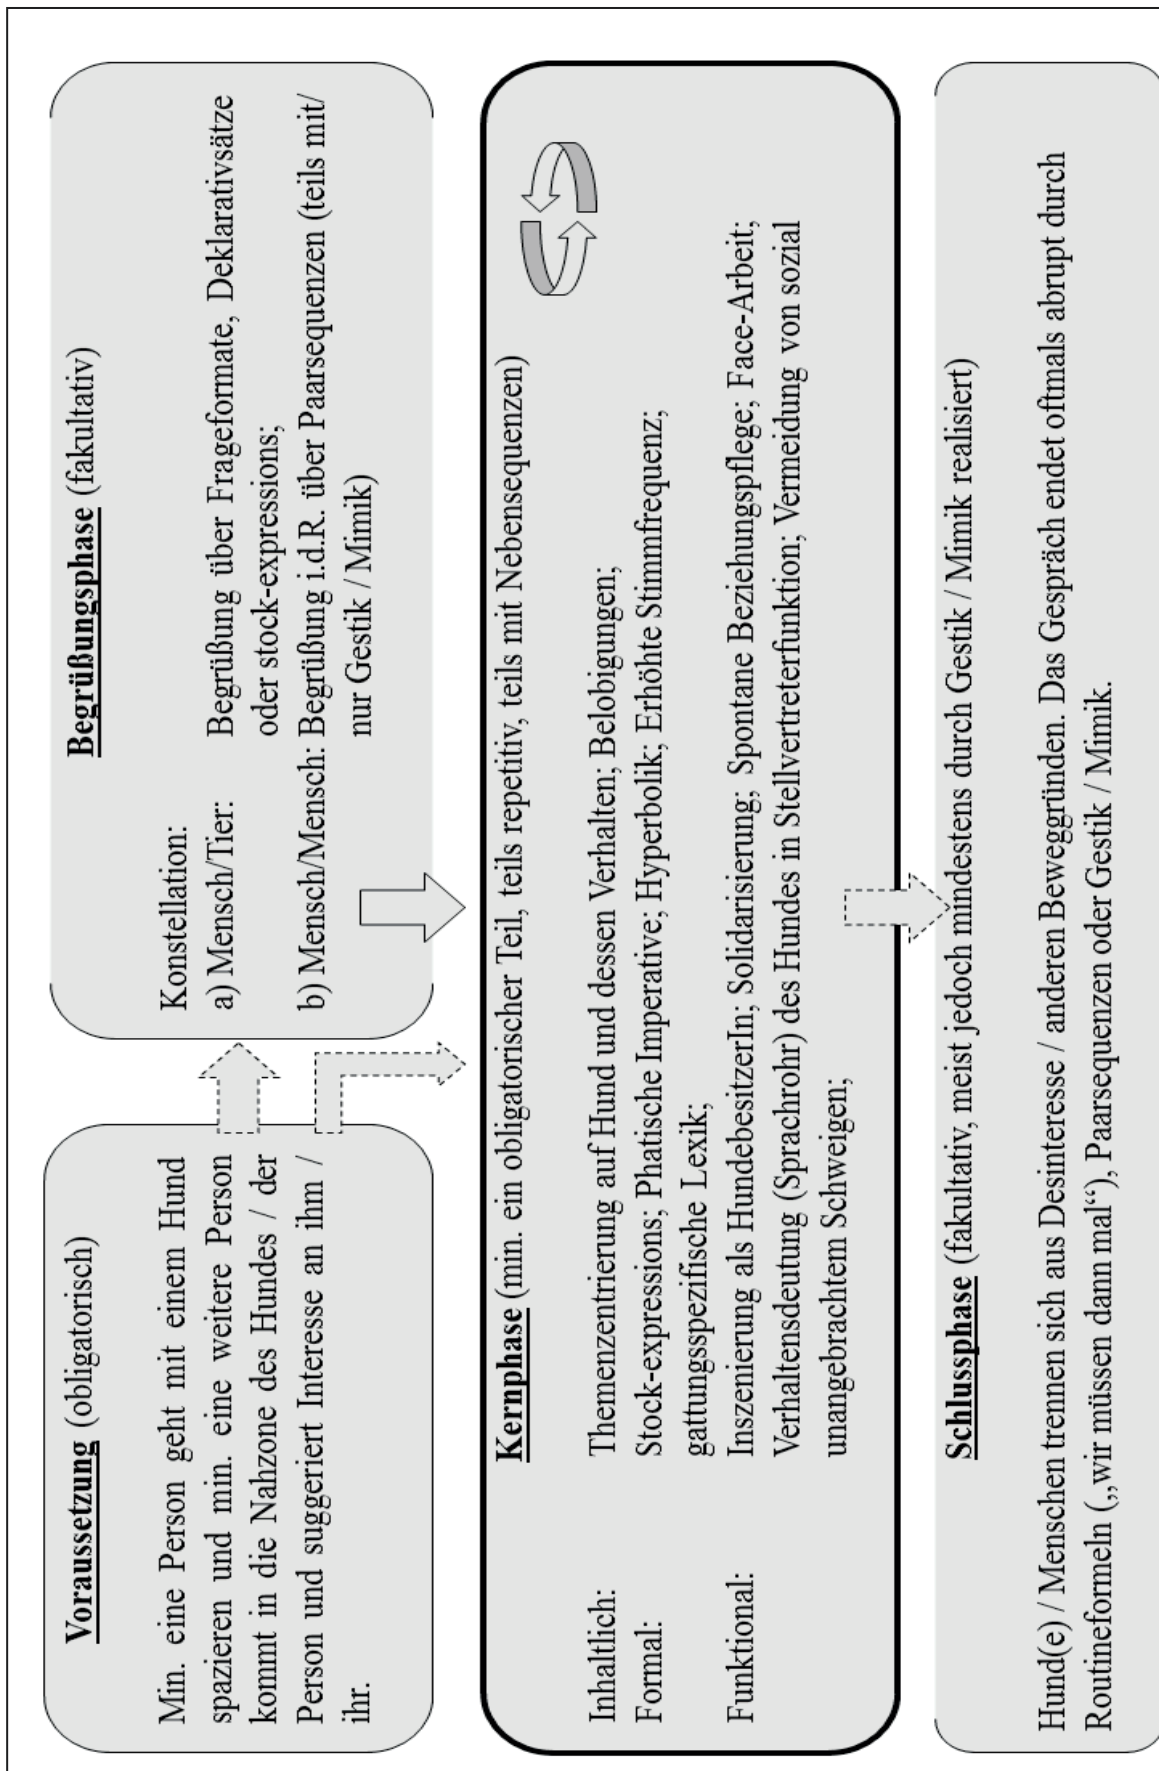 Voraussetzung (obligatorisch)
Min. eine Person geht mit einem Hund
spazieren und min. eine weitere Person
kommt in die Nahzone des Hundes / der
Person und suggeriert Interesse an ihm /
ihr.
Begrüßungsphase (fakultativ)
Konstellation:
a) Mensch/Tier: Begrüßung über Frageformate, Deklarativsätze
oder stock-expressions;
b) Mensch/Mensch: Begrüßung i.d.R. über Paarsequenzen (teils mit/
nur Gestik / Mimik)
Kernphase (min. ein obligatorischer Teil, teils repetitiv, teils mit Nebensequenzen)
Inhaltlich: Themenzentrierung auf Hund und dessen Verhalten; Belobigungen;
Formal: Stock-expressions; Phatische Imperative; Hyperbolik; Erhöhte Stimmfrequenz;
gattungsspezifische Lexik;
Funktional: Inszenierung als HundebesitzerIn; Solidarisierung; Spontane Beziehungspflege; Face-Arbeit;
Verhaltensdeutung (Sprachrohr) des Hundes in Stellvertreterfunktion; Vermeidung von sozial
unangebrachtem Schweigen;
Schlussphase (fakultativ, meist jedoch mindestens durch Gestik / Mimik realisiert)
Hund(e) / Menschen trennen sich aus Desinteresse / anderen Beweggründen. Das Gespräch endet oftmals abrupt durch
Routineformeln („wir müssen dann mal“), Paarsequenzen oder Gestik / Mimik.